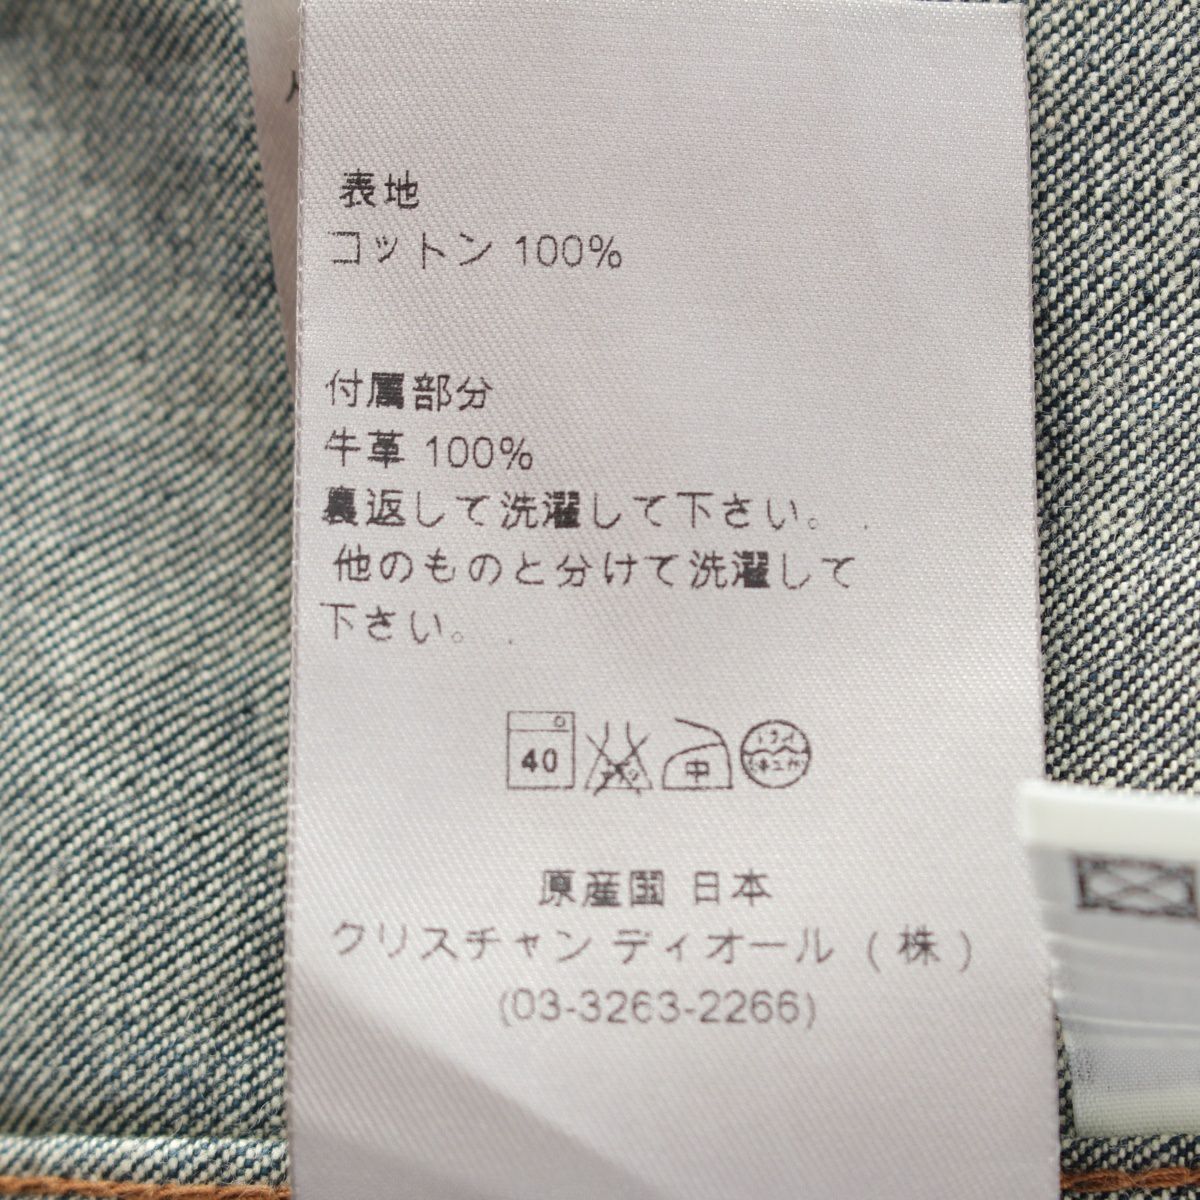 表地
コットン 100%
付属部分
牛革 100%
裏返して洗濯して下さい。.
他のものと分けて洗濯して
下さい。.
40
中
原産国 日本
クリスチャン ディオール (株)
(03-3263-2266)